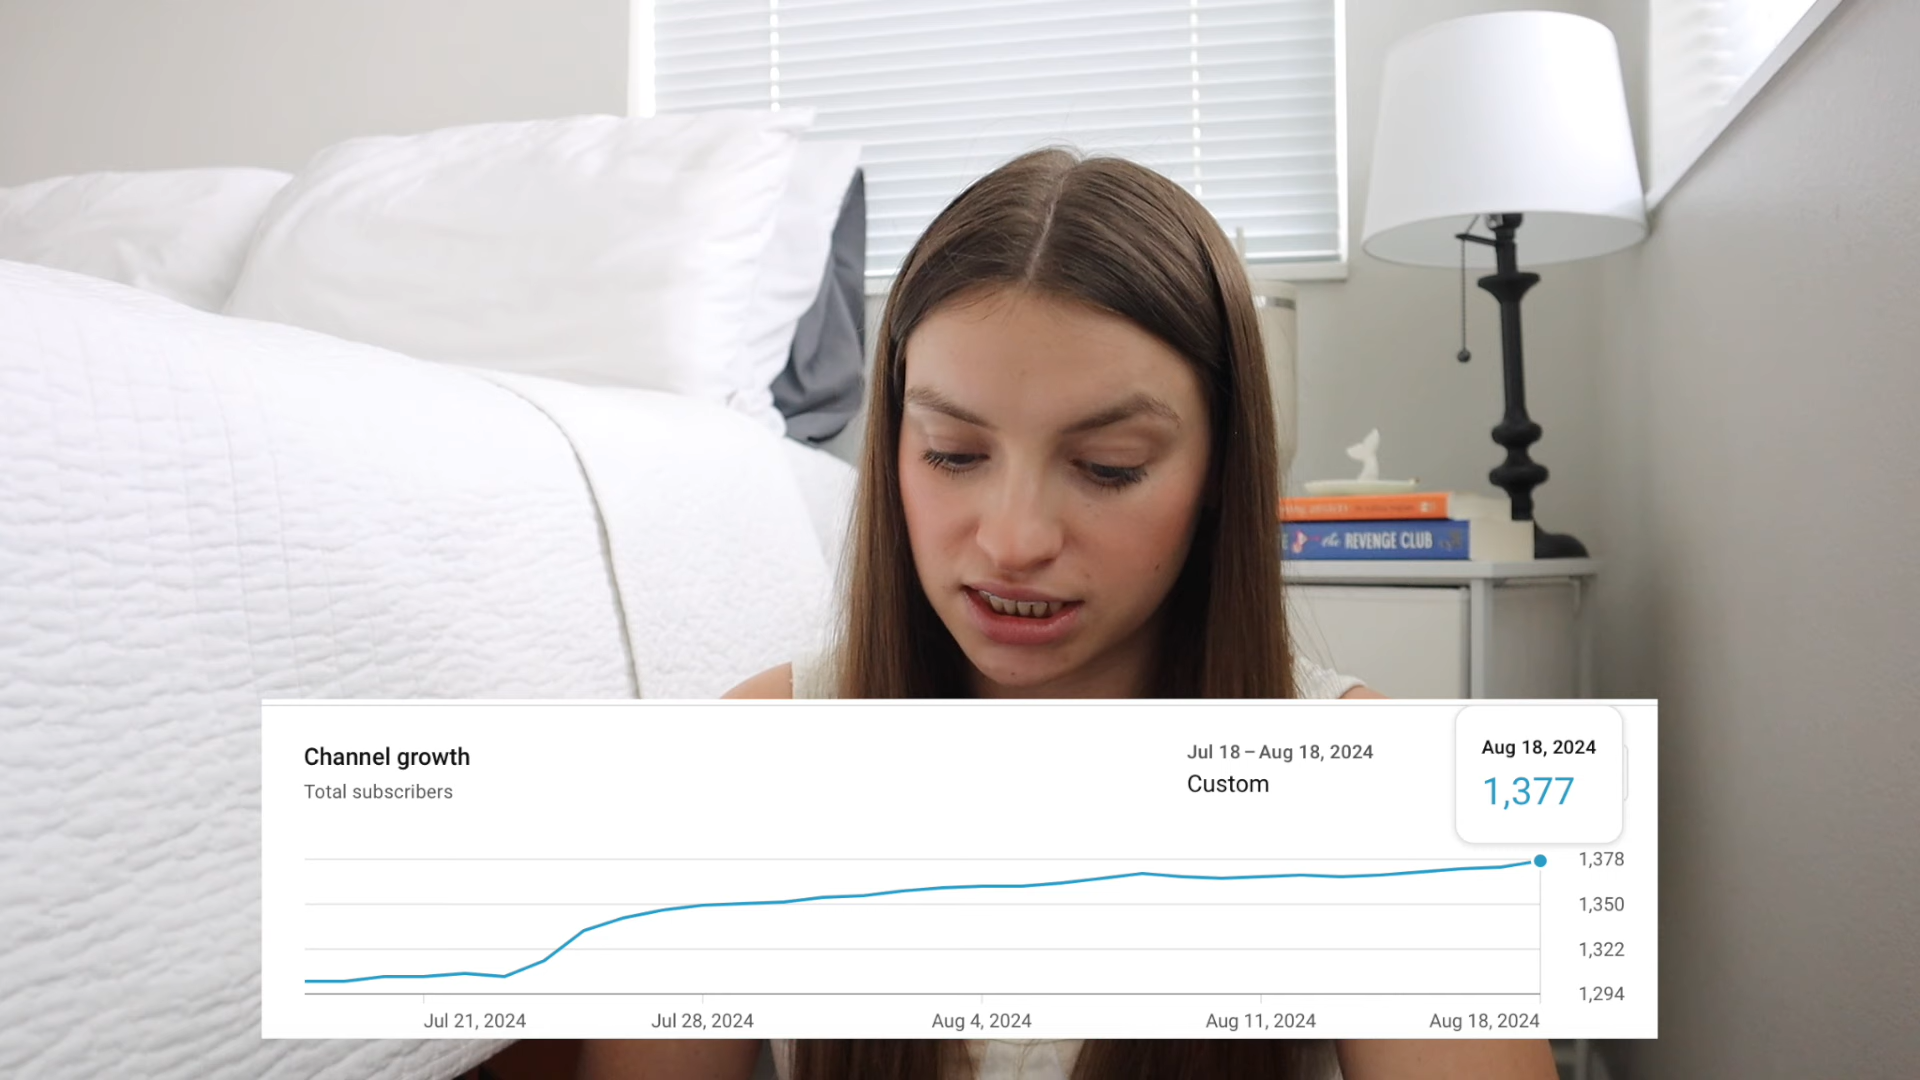 the REVENGE CLUB
Channel growth
Total subscribers
Jul 18 – Aug 18, 2024
Custom
Aug 18, 2024
1,377
1,378
1,350
1,322
1,294
Jul 21, 2024
Jul 28, 2024
Aug 4, 2024
Aug 11, 2024
Aug 18, 2024